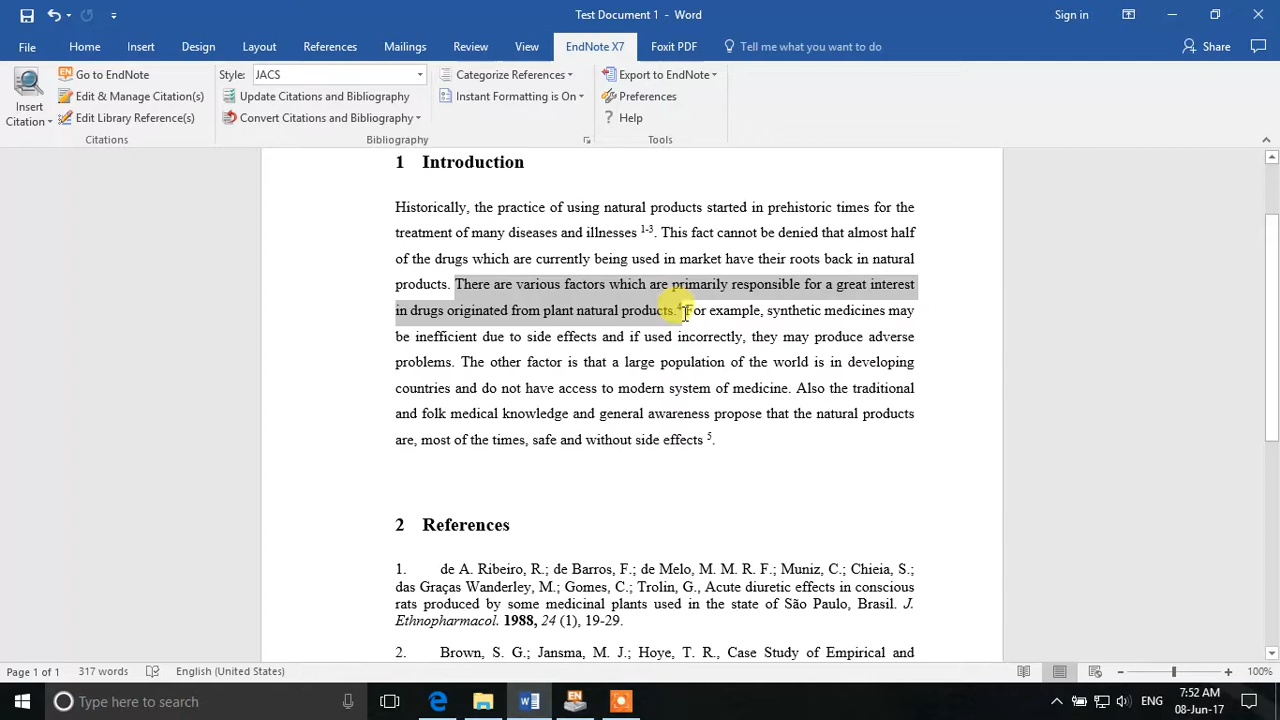 Test Document 1 - Word
Sign in
File Home Insert Design Layout References Mailings Review View EndNote X7 Foxit PDF Tell me what you want to do Share
Insert Citation
EN Go to EndNote
Edit & Manage Citation(s)
Edit Library Reference(s)
Citations
Style: JACS
Update Citations and Bibliography
Convert Citations and Bibliography
Categorize References
Instant Formatting is On
Bibliography
Export to EndNote
Preferences
? Help
Tools
1 Introduction
Historically, the practice of using natural products started in prehistoric times for the
treatment of many diseases and illnesses 1-3. This fact cannot be denied that almost half
of the drugs which are currently being used in market have their roots back in natural
products. There are various factors which are primarily responsible for a great interest
in drugs originated from plant natural products.4 For example, synthetic medicines may
be inefficient due to side effects and if used incorrectly, they may produce adverse
problems. The other factor is that a large population of the world is in developing
countries and do not have access to modern system of medicine. Also the traditional
and folk medical knowledge and general awareness propose that the natural products
are, most of the times, safe and without side effects 5.
2 References
1. de A. Ribeiro, R.; de Barros, F.; de Melo, M. M. R. F.; Muniz, C.; Chieia, S.;
das Graças Wanderley, M.; Gomes, C.; Trolin, G., Acute diuretic effects in conscious
rats produced by some medicinal plants used in the state of São Paulo, Brasil. J.
Ethnopharmacol. 1988, 24 (1), 19-29.
2. Brown, S. G.; Jansma, M. J.; Hoye, T. R., Case Study of Empirical and
Page 1 of 1 317 words English (United States) 100%
Type here to search
EN
ENG
7:52 AM
08-Jun-17